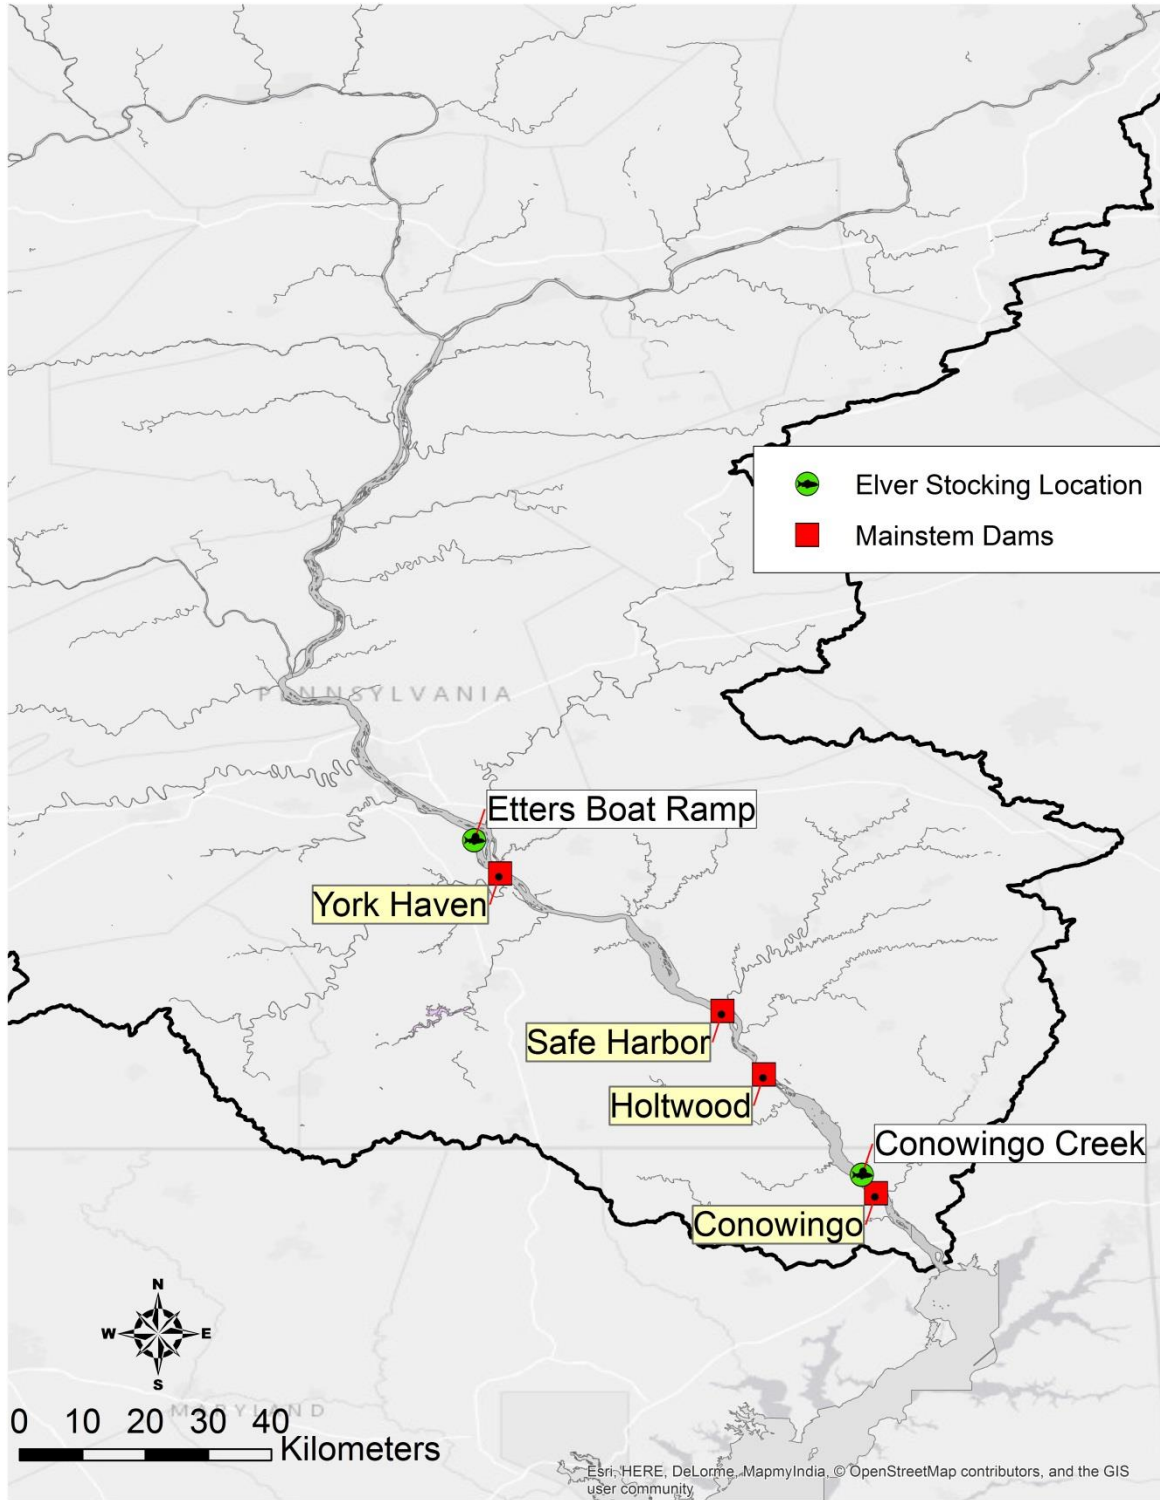 Elver Stocking Location
Mainstem Dams
PENNSYLVANIA
Etters Boat Ramp
York Haven
Safe Harbor
Holtwood
Conowingo Creek
Conowingo
N
W E
S
MARYLAND
0 10 20 30 40
Kilometers
Esri, HERE, DeLorme, MapmyIndia, © OpenStreetMap contributors, and the GIS
user community